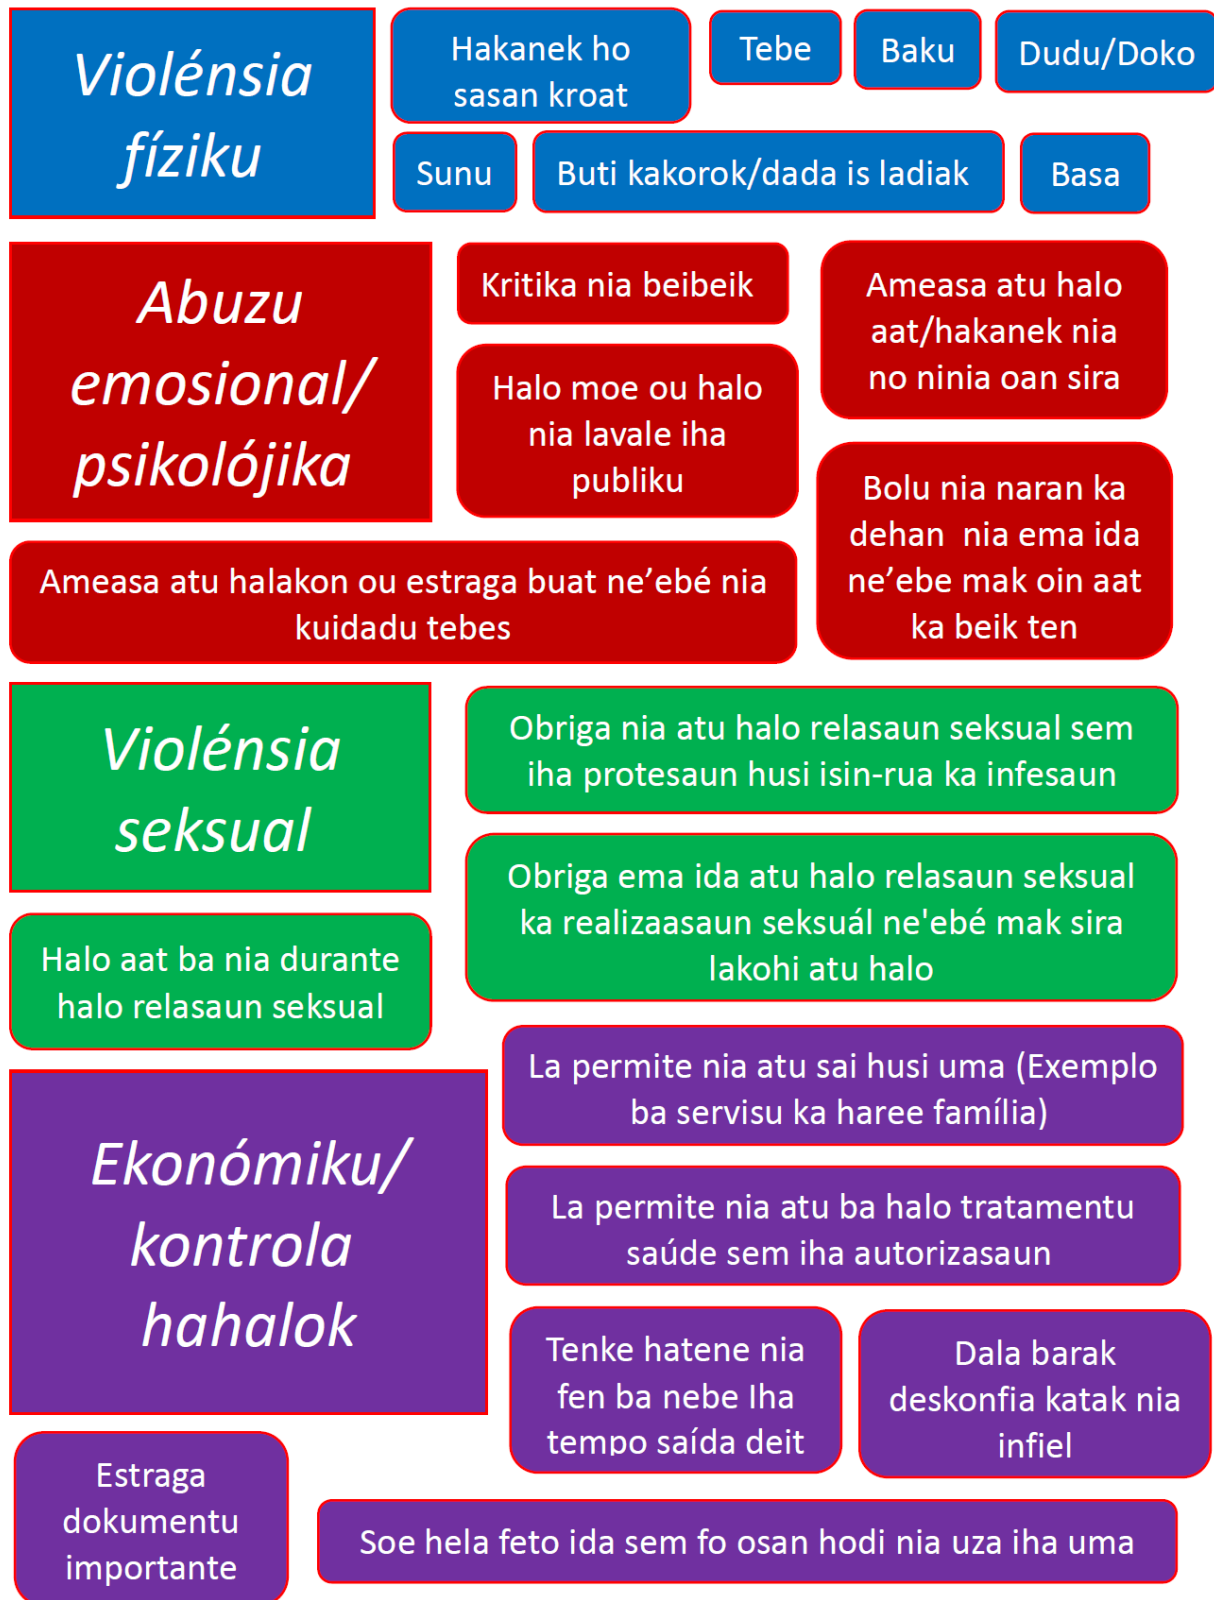 Violénsia
fíziku
Hakanek ho
sasan kroat
Tebe
Baku
Dudu/Doko
Sunu
Buti kakorok/dada is ladiak
Basa
Abuzu
emosional/
psikolójika
Kritika nia beibeik
Ameasa atu halo
aat/hakanek nia
no ninia oan sira
Halo moe ou halo
nia lavale iha
publiku
Bolu nia naran ka
dehan nia ema ida
ne’ebe mak oin aat
ka beik ten
Ameasa atu halakon ou estraga buat ne’ebé nia
kuidadu tebes
Violénsia
seksual
Obriga nia atu halo relasaun seksual sem
iha protesaun husi isin-rua ka infesaun
Obriga ema ida atu halo relasaun seksual
ka realizaasaun seksuál ne'ebé mak sira
lakohi atu halo
Halo aat ba nia durante
halo relasaun seksual
Ekonómiku/
kontrola
hahalok
La permite nia atu sai husi uma (Exemplo
ba servisu ka haree família)
La permite nia atu ba halo tratamentu
saúde sem iha autorizasaun
Tenke hatene nia
fen ba nebe Iha
tempo saída deit
Dala barak
deskonfia katak nia
infiel
Estraga
dokumentu
importante
Soe hela feto ida sem fo osan hodi nia uza iha uma